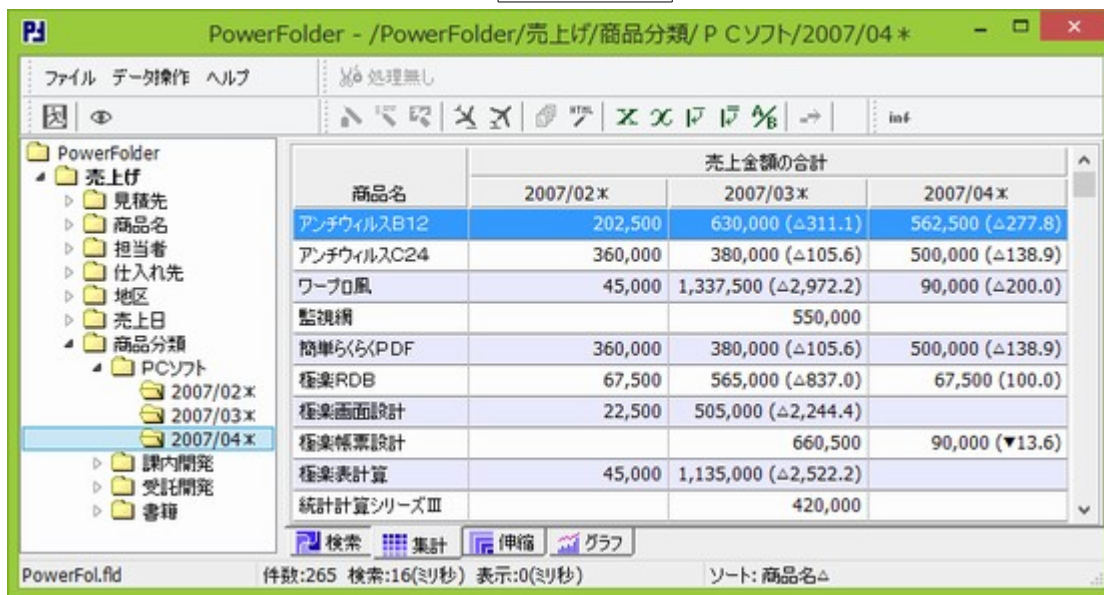 PowerFolder - /PowerFolder/売上げ/商品分類/ＰＣソフト/2007/04＊
ファイル データ操作 ヘルプ 処理無し
HTML A/B inf
PowerFolder
売上げ
見積先
商品名
担当者
仕入れ先
地区
売上日
商品分類
PCソフト
2007/02＊
2007/03＊
2007/04＊
課内開発
受託開発
書籍
売上金額の合計
商品名 2007/02＊ 2007/03＊ 2007/04＊
アンチウィルスB12 202,500 630,000 (△311.1) 562,500 (△277.8)
アンチウィルスC24 360,000 380,000 (△105.6) 500,000 (△138.9)
ワープロ風 45,000 1,337,500 (△2,972.2) 90,000 (△200.0)
監視網 550,000
簡単らくらくPDF 360,000 380,000 (△105.6) 500,000 (△138.9)
極楽RDB 67,500 565,000 (△837.0) 67,500 (100.0)
極楽画面設計 22,500 505,000 (△2,244.4)
極楽帳票設計 660,500 90,000 (▼13.6)
極楽表計算 45,000 1,135,000 (△2,522.2)
統計計算シリーズⅢ 420,000
検索 集計 伸縮 グラフ
PowerFol.fld 件数:265 検索:16(ミリ秒) 表示:0(ミリ秒) ソート: 商品名△